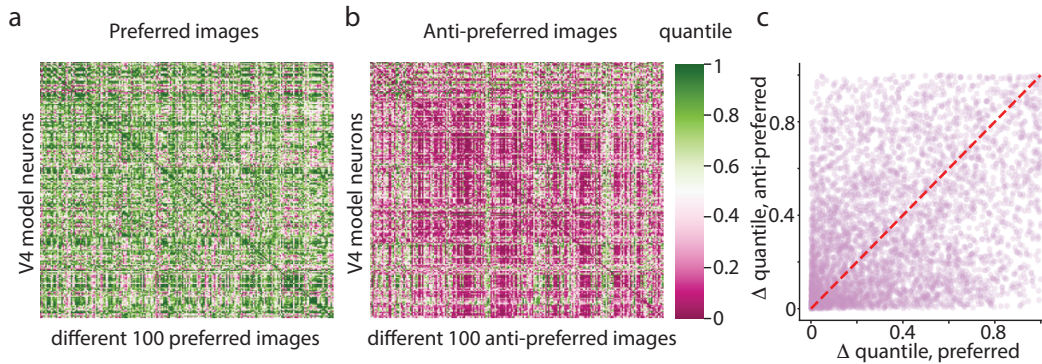 a
Preferred images
V4 model neurons
different 100 preferred images
b
Anti-preferred images
V4 model neurons
different 100 anti-preferred images
quantile
1
0.8
0.6
0.4
0.2
0
c
Δ quantile, anti-preferred
0.8
0.4
0
0
0.4
0.8
Δ quantile, preferred